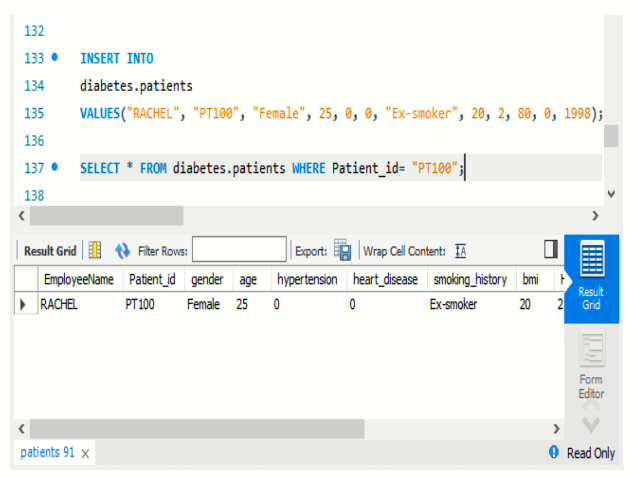 132
133 INSERT INTO
134 diabetes.patients
135 VALUES("RACHEL", "PT100", "Female", 25, 0, 0, "Ex-smoker", 20, 2, 80, 0, 1998);
136
137 SELECT * FROM diabetes.patients WHERE Patient_id= "PT100";
138
Result Grid Filter Rows: Export: Wrap Cell Content: IA
EmployeeName Patient_id gender age hypertension heart_disease smoking_history bmi
RACHEL PT100 Female 25 0 0 Ex-smoker 20 2
Result
Grid
Form
Editor
patients 91 x Read Only